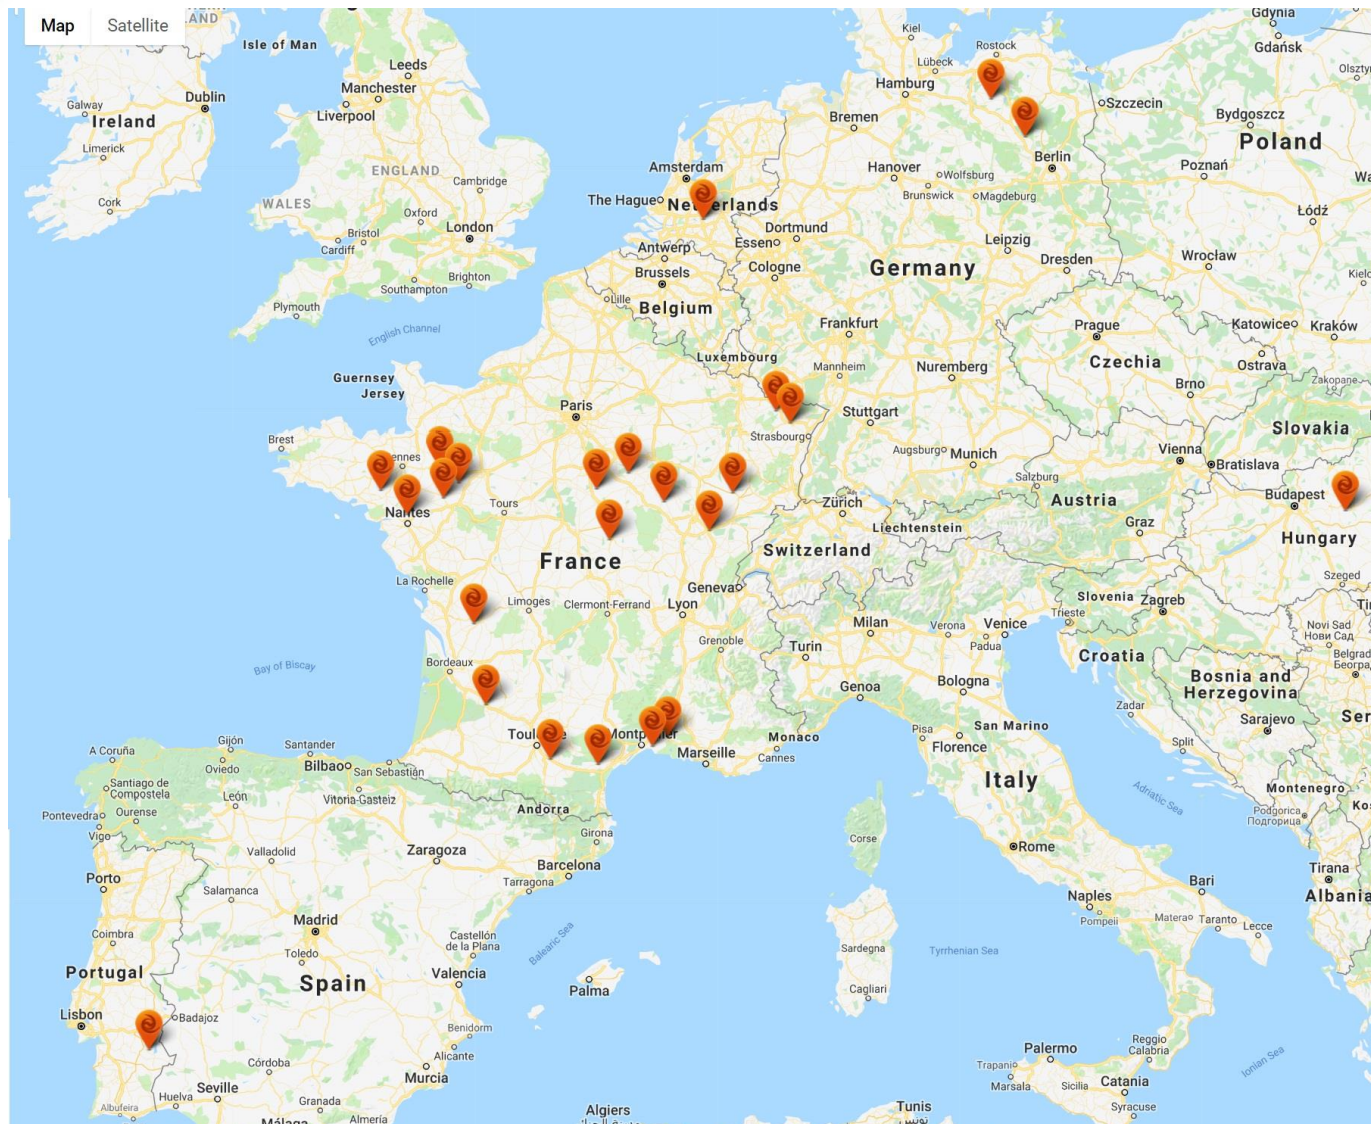 Map
Satellite
Isle of Man
Leeds
Manchester
Liverpool
Dublin
Galway
Ireland
Limerick
Cork
ENGLAND
WALES
Cambridge
Oxford
London
Bristol
Cardiff
Brighton
Southampton
Plymouth
English Channel
Guernsey
Jersey
Kiel
Rostock
Lübeck
Hamburg
Bremen
Szczecin
Gdynia
Gdańsk
Bydgoszcz
Poland
Poznań
Łódź
Wrocław
Berlin
Hanover
Wolfsburg
Brunswick
Magdeburg
Amsterdam
The Hague
Dortmund
Essen
Cologne
Leipzig
Dresden
Germany
Antwerp
Brussels
Lille
Belgium
Luxembourg
Frankfurt
Mannheim
Nuremberg
Stuttgart
Strasbourg
Augsburg
Munich
Prague
Czechia
Katowice
Kraków
Ostrava
Brno
Zakopane
Slovakia
Vienna
Bratislava
Salzburg
Austria
Graz
Budapest
Hungary
Szeged
Zürich
Liechtenstein
Switzerland
Geneva
Paris
Brest
Nantes
Tours
France
La Rochelle
Limoges
Clermont-Ferrand
Lyon
Grenoble
Bordeaux
Bay of Biscay
Marseille
Monaco
Cannes
Andorra
Turin
Milan
Verona
Venice
Padua
Trieste
Slovenia
Zagreb
Croatia
Genoa
Bologna
Pisa
Florence
San Marino
Italy
Rome
Naples
Pompeii
Bari
Matera
Taranto
Lecce
Corse
Sardegna
Cagliari
Tyrrhenian Sea
Adriatic Sea
Ionian Sea
Zadar
Split
Bosnia and
Herzegovina
Sarajevo
Novi Sad
Нови Сад
Montenegro
Podgorica
Подгорица
Tirana
Palermo
Trapani
Marsala
Sicilia
Reggio
Calabria
Catania
Syracuse
Tunis
Algiers
A Coruña
Santiago de
Compostela
Pontevedra
Ourense
Vigo
Gijón
Oviedo
Santander
Bilbao
San Sebastián
Vitoria-Gasteiz
León
Valladolid
Zaragoza
Girona
Barcelona
Tarragona
Porto
Salamanca
Coimbra
Madrid
Toledo
Castellón
de la Plana
Valencia
Balearic Sea
Palma
Portugal
Spain
Lisbon
Badajoz
Benidorm
Alicante
Murcia
Córdoba
Seville
Huelva
Granada
Albufeira
Almería